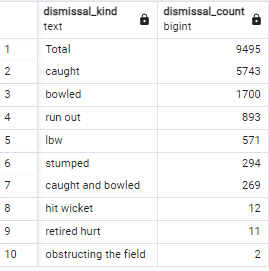 dismissal_kind dismissal_count
text bigint
1 Total 9495
2 caught 5743
3 bowled 1700
4 run out 893
5 lbw 571
6 stumped 294
7 caught and bowled 269
8 hit wicket 12
9 retired hurt 11
10 obstructing the field 2